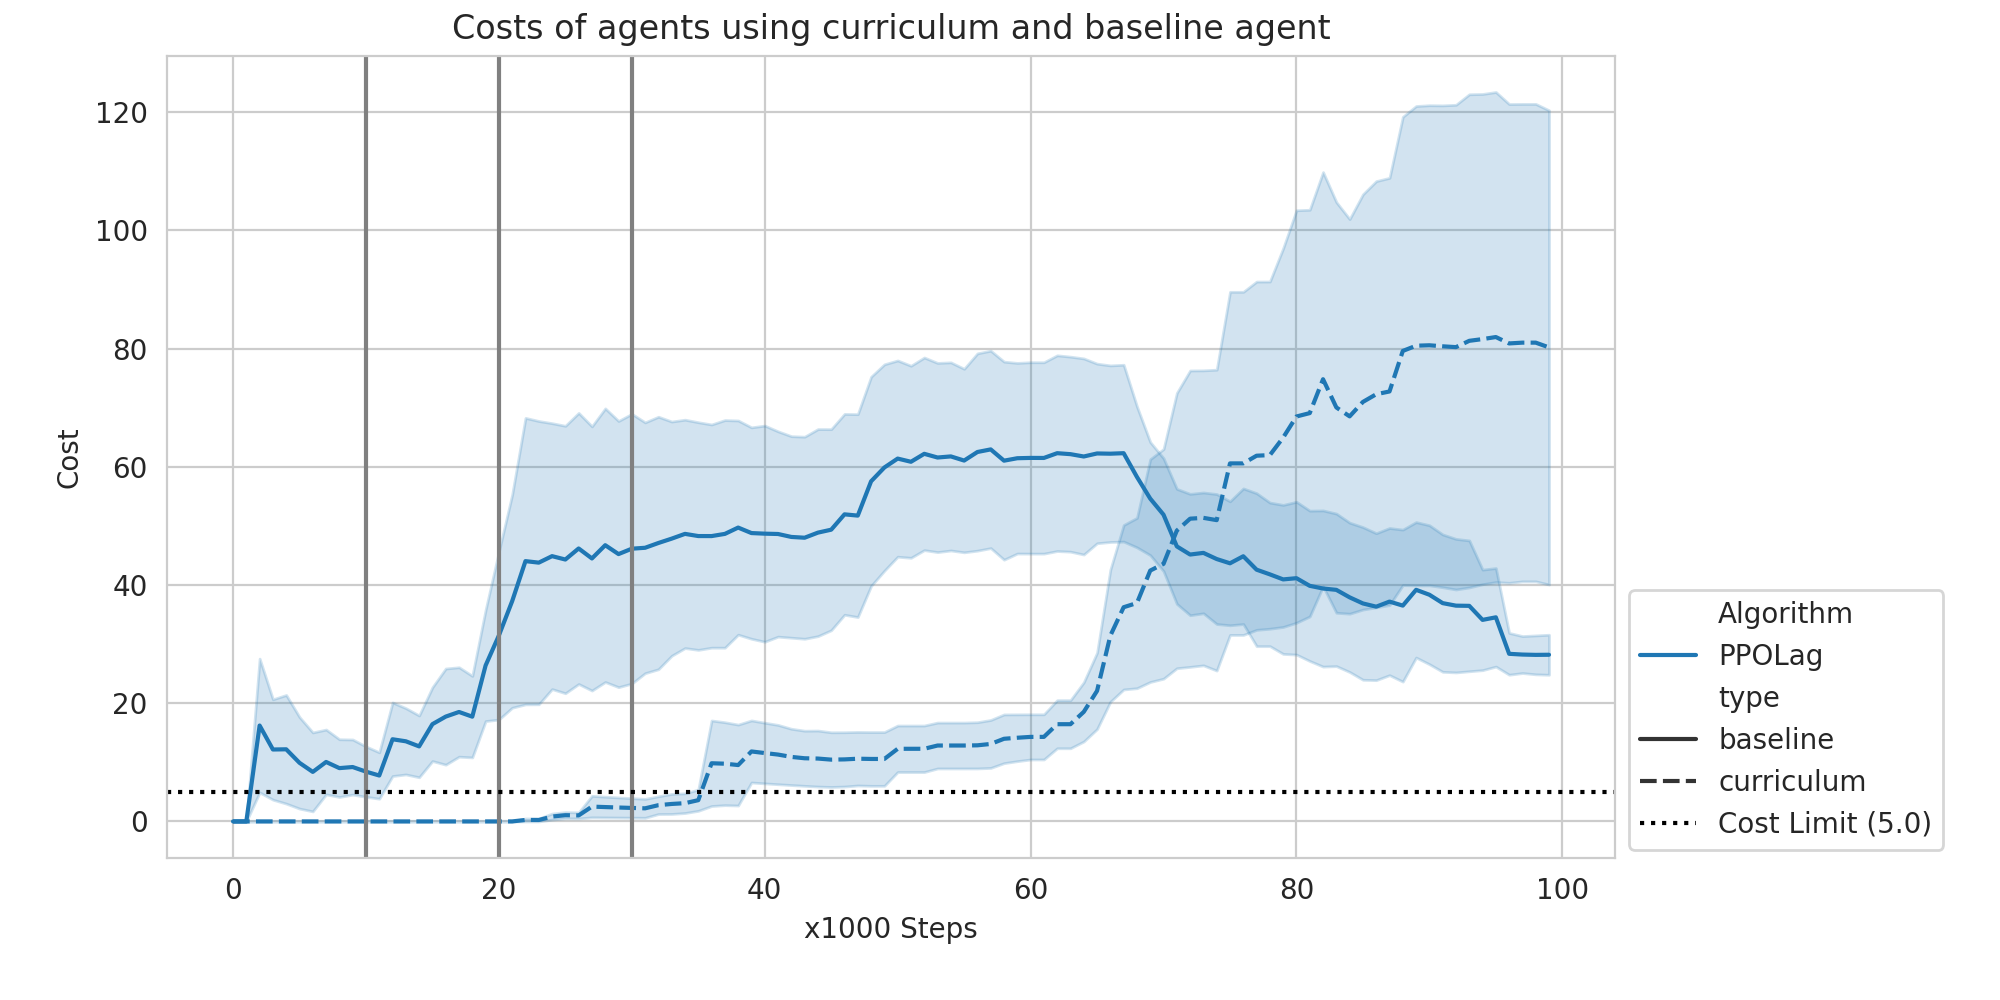 Costs of agents using curriculum and baseline agent
120
100
80
60
40
20
0
Cost
0 20 40 60 80 100
x1000 Steps
Algorithm
PPOLag
type
baseline
curriculum
Cost Limit (5.0)